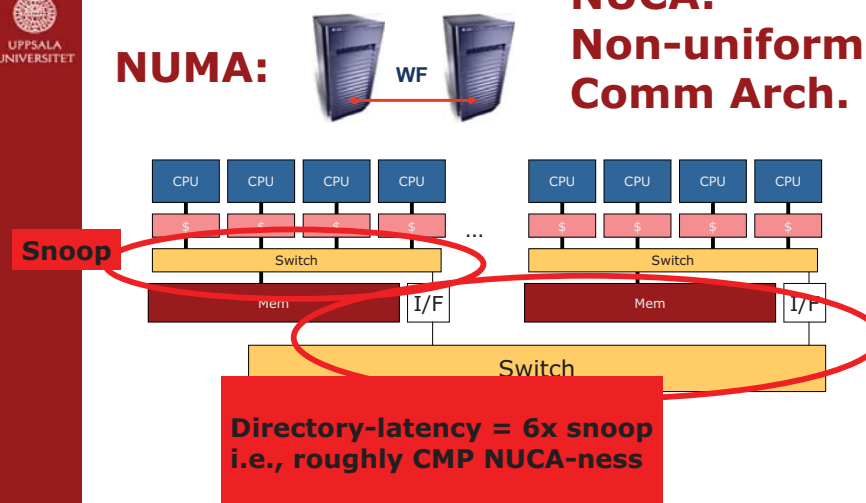 UPPSALA
UNIVERSITET
NUMA:
WF
NUCA:
Non-uniform
Comm Arch.
CPU CPU CPU CPU CPU CPU CPU CPU
$ $ $ $ ... $ $ $ $
Snoop
Switch Switch
Mem I/F Mem I/F
Switch
Directory-latency = 6x snoop
i.e., roughly CMP NUCA-ness